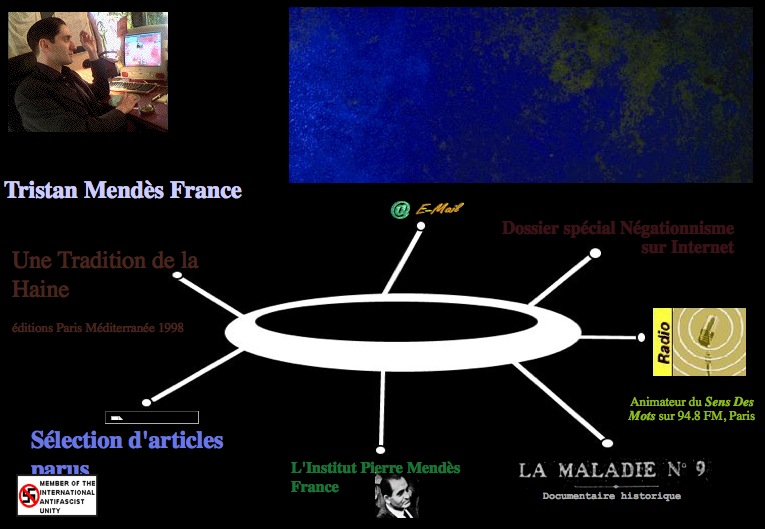 Tristan Mendès France
@ E-Mail
Dossier spécial Négationnisme
sur Internet
Une Tradition de la
Haine
éditions Paris Méditerranée 1998
Radio
Animateur du Sens Des
Mots sur 94.8 FM, Paris
Sélection d'articles
parus
L'Institut Pierre Mendès
France
LA MALADIE N° 9
Documentaire historique
MEMBER OF THE
INTERNATIONAL
ANTIFASCIST
UNITY